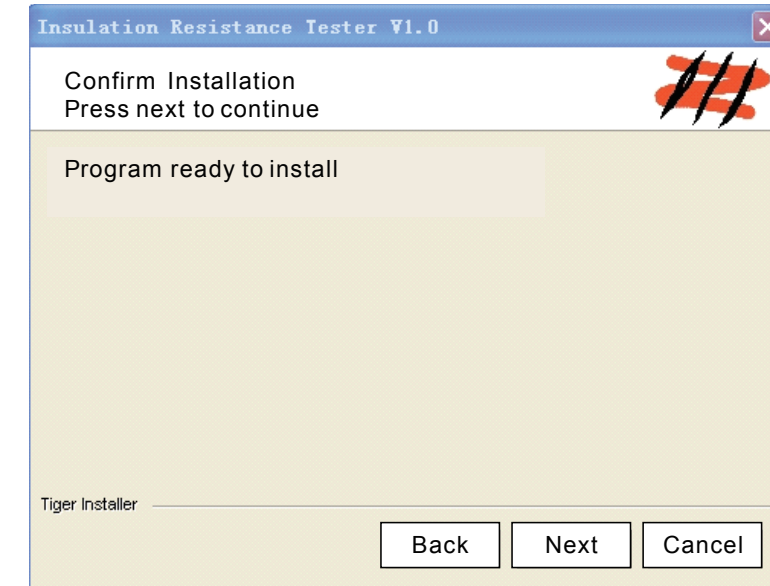 Insulation Resistance Tester V1.0
Confirm Installation
Press next to continue
Program ready to install
Tiger Installer
Back Next Cancel